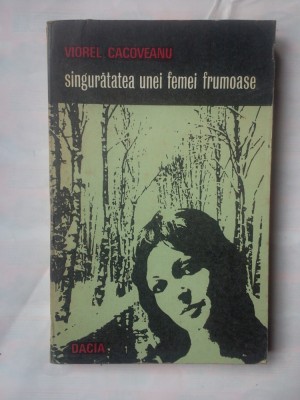 VIOREL CACOVEANU
singurătatea unei femei frumoase
DACIA